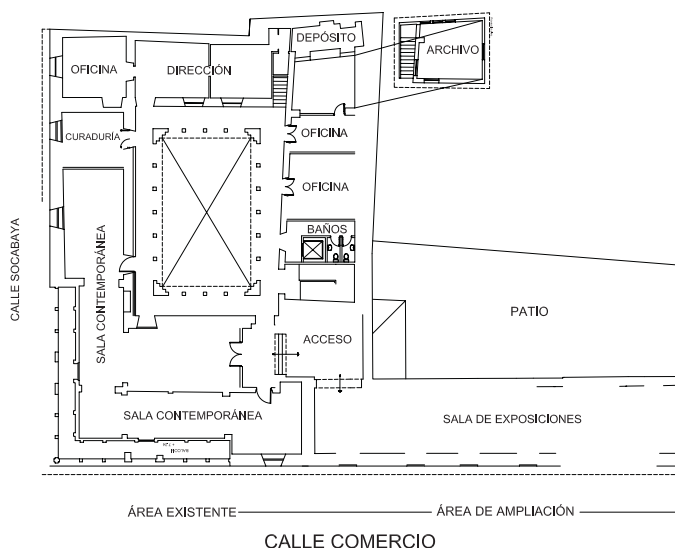 DEPÓSITO
ARCHIVO
OFICINA
DIRECCIÓN
CURADURÍA
OFICINA
OFICINA
BAÑOS
CALLE SOCABAYA
SALA CONTEMPORÁNEA
ACCESO
PATIO
SALA CONTEMPORÁNEA
SALA DE EXPOSICIONES
BALCON
ÁREA EXISTENTE
ÁREA DE AMPLIACIÓN
CALLE COMERCIO